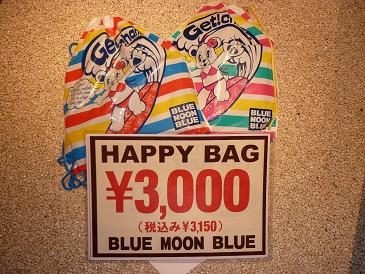 Get!
BLUE
MOON
BLUE
Get!
BLUE
MOON
BLUE
HAPPY BAG
¥3,000
(税込み¥3,150)
BLUE MOON BLUE